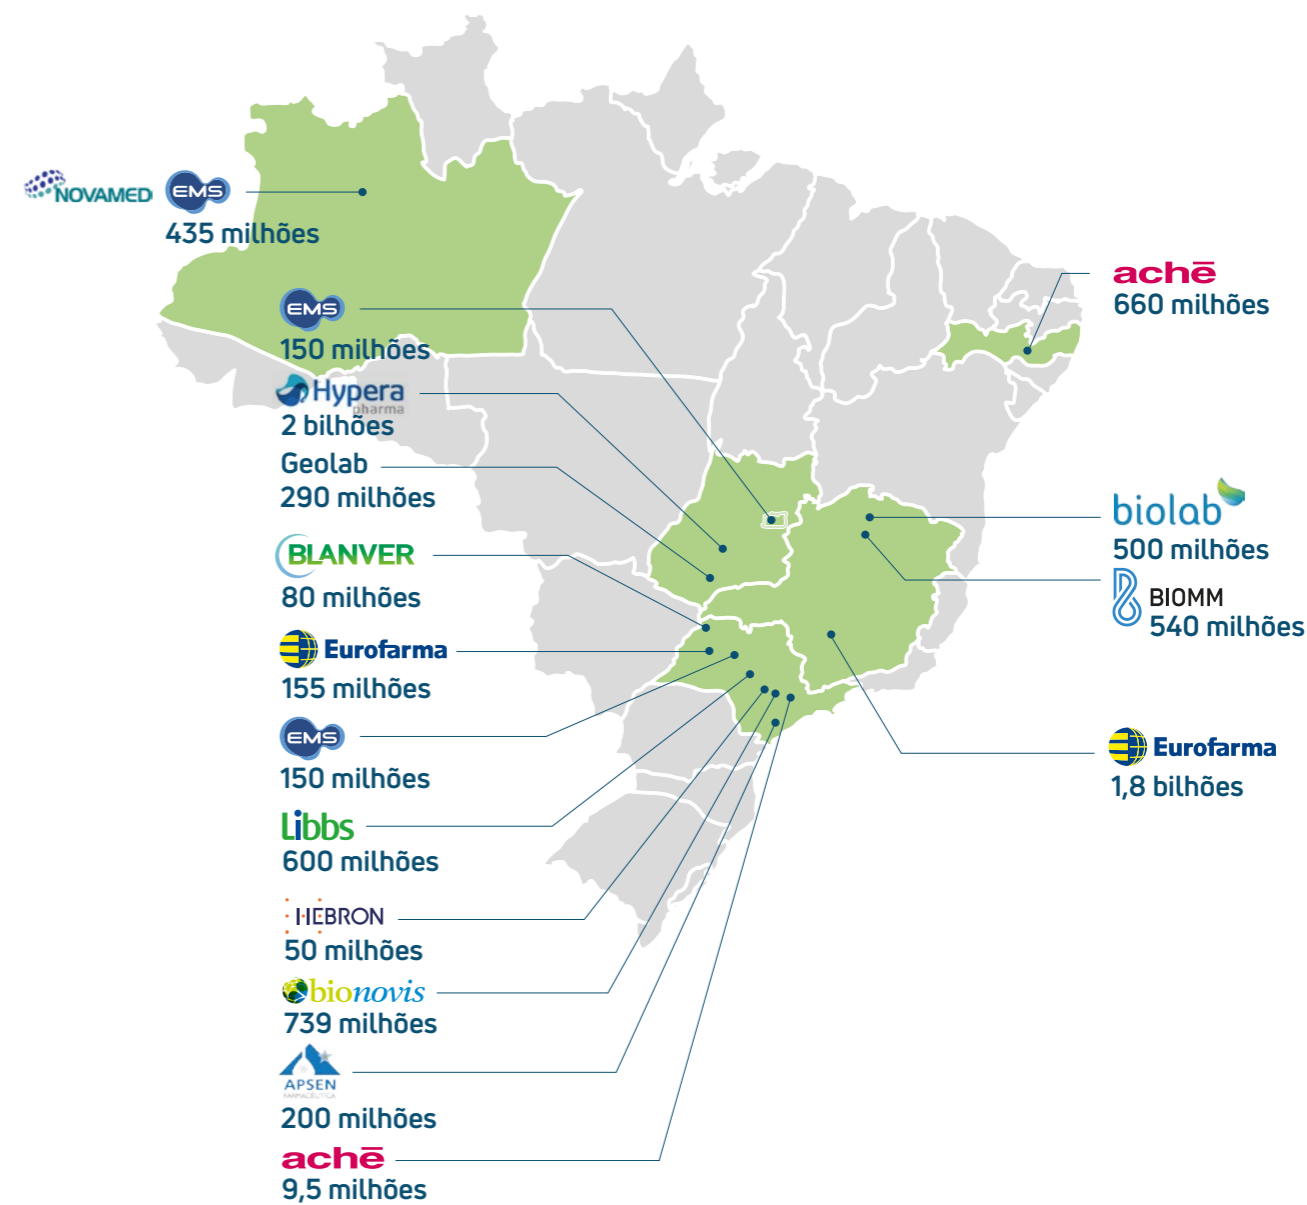 NOVAMED
EMS
435 milhões
EMS
150 milhões
Hypera
pharma
2 bilhões
Geolab
290 milhões
BLANVER
80 milhões
Eurofarma
155 milhões
EMS
150 milhões
Libbs
600 milhões
HEBRON
50 milhões
bionovis
739 milhões
APSEN
FARMACÊUTICA
200 milhões
achē
9,5 milhões
achē
660 milhões
biolab
500 milhões
BIOMM
540 milhões
Eurofarma
1,8 bilhões